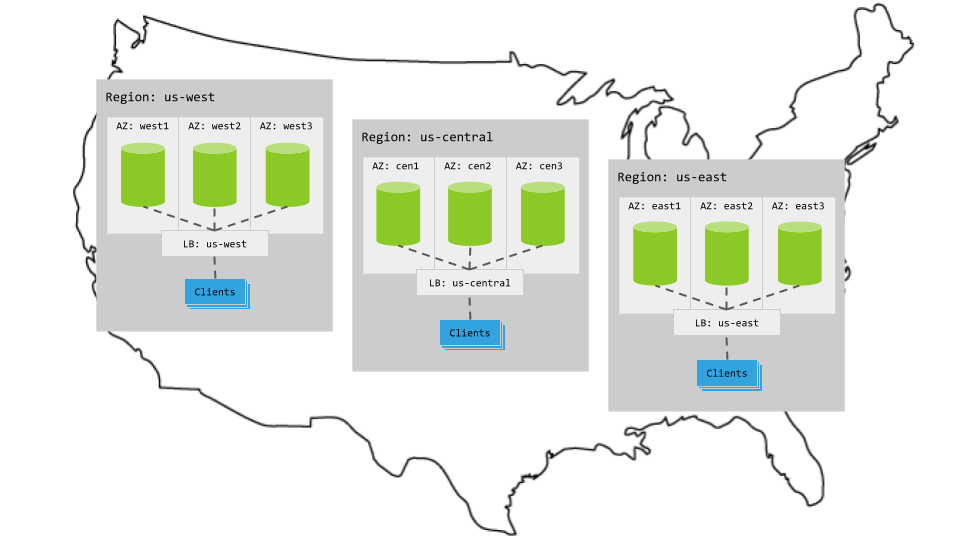 Region: us-west
AZ: west1
AZ: west2
AZ: west3
LB: us-west
Clients
Region: us-central
AZ: cen1
AZ: cen2
AZ: cen3
LB: us-central
Clients
Region: us-east
AZ: east1
AZ: east2
AZ: east3
LB: us-east
Clients